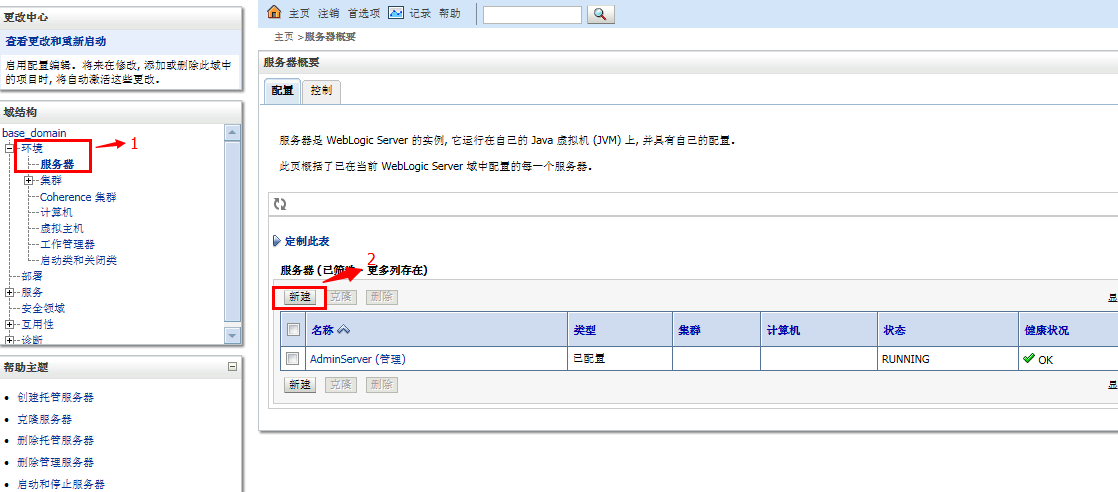 更改中心
查看更改和重新启动
启用配置编辑。将来在修改, 添加或删除此域中
的项目时, 将自动激活这些更改。
域结构
base_domain
环境
1
服务器
集群
Coherence 集群
计算机
虚拟主机
工作管理器
启动类和关闭类
部署
服务
安全领域
互用性
诊断
帮助主题
创建托管服务器
克隆服务器
删除托管服务器
删除管理服务器
启动和停止服务器
主页 注销 首选项 记录 帮助
主页 >服务器概要
服务器概要
配置 控制
服务器是 WebLogic Server 的实例, 它运行在自己的 Java 虚拟机 (JVM) 上, 并具有自己的配置。
此页概括了已在当前 WebLogic Server 域中配置的每一个服务器。
定制此表
2
服务器 (已筛 更多列存在)
新建 克隆 删除
名称 类型 集群 计算机 状态 健康状况
AdminServer (管理) 已配置 RUNNING OK
新建 克隆 删除